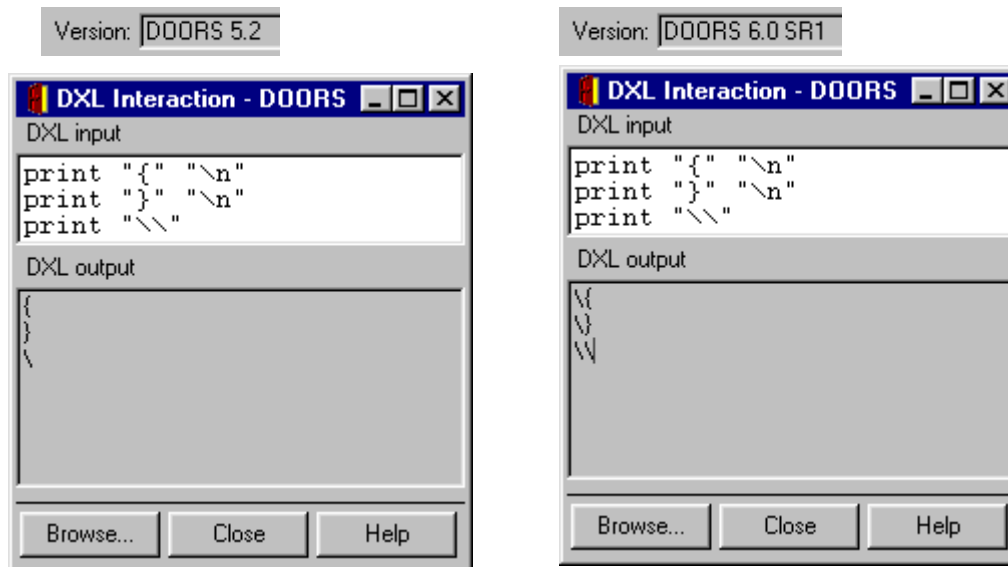 Version: DOORS 5.2
DXL Interaction - DOORS
DXL input
print "{" "\n"
print "}" "\n"
print "\\"
DXL output
{
}
\
Browse... Close Help
Version: DOORS 6.0 SR1
DXL Interaction - DOORS
DXL input
print "{" "\n"
print "}" "\n"
print "\\"
DXL output
\{
\}
\\
Browse... Close Help